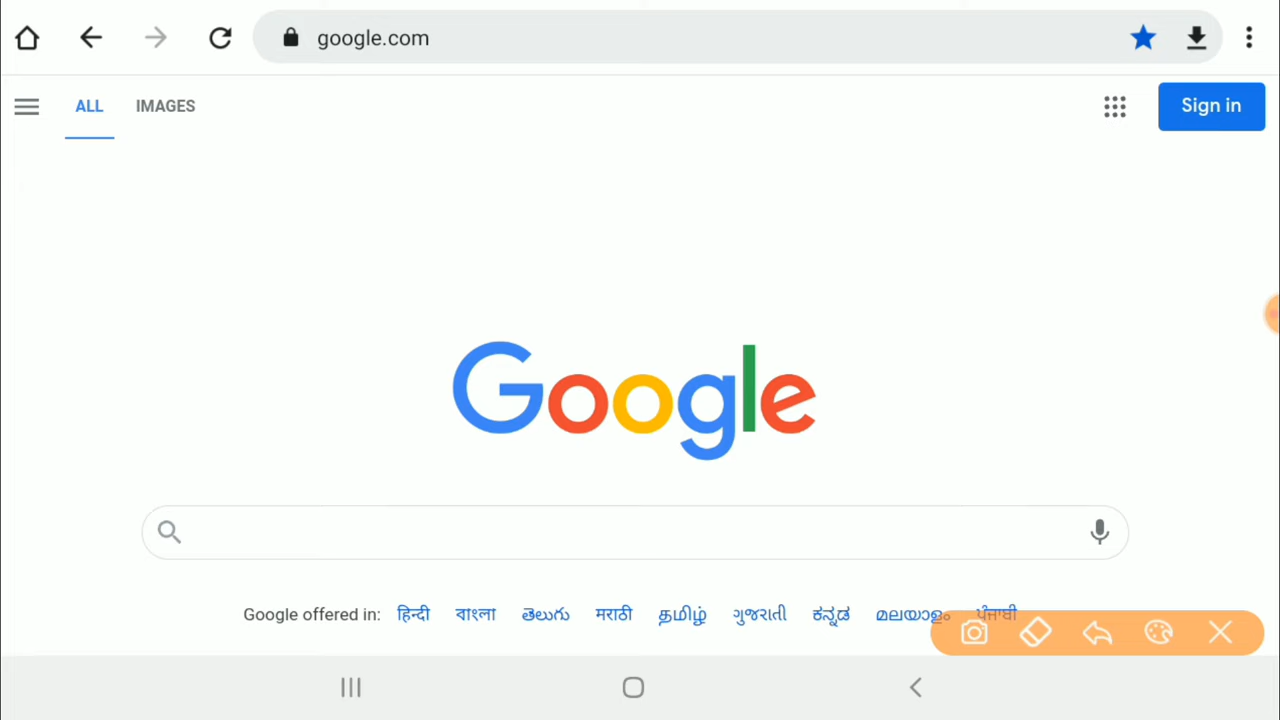 google.com
ALL IMAGES
Sign in
Google
Google offered in: हिन्दी বাংলা తెలుగు मराठी தமிழ் ગુજરાતી ಕನ್ನಡ മലയാളം ਪੰਜਾਬੀ